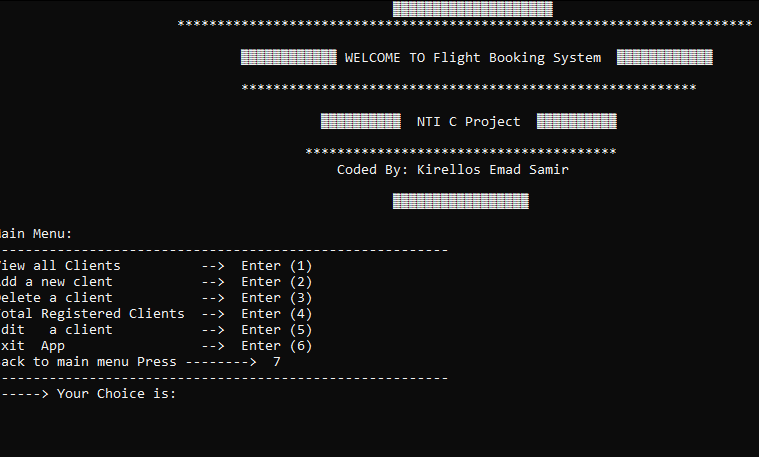 *************************************************************************
WELCOME TO Flight Booking System
*********************************************************
NTI C Project
***************************************
Coded By: Kirellos Emad Samir
ain Menu:
--------------------------------------------------------
iew all Clients --> Enter (1)
dd a new clent --> Enter (2)
elete a client --> Enter (3)
otal Registered Clients --> Enter (4)
dit a client --> Enter (5)
xit App --> Enter (6)
ack to main menu Press --------> 7
--------------------------------------------------------
-----> Your Choice is: